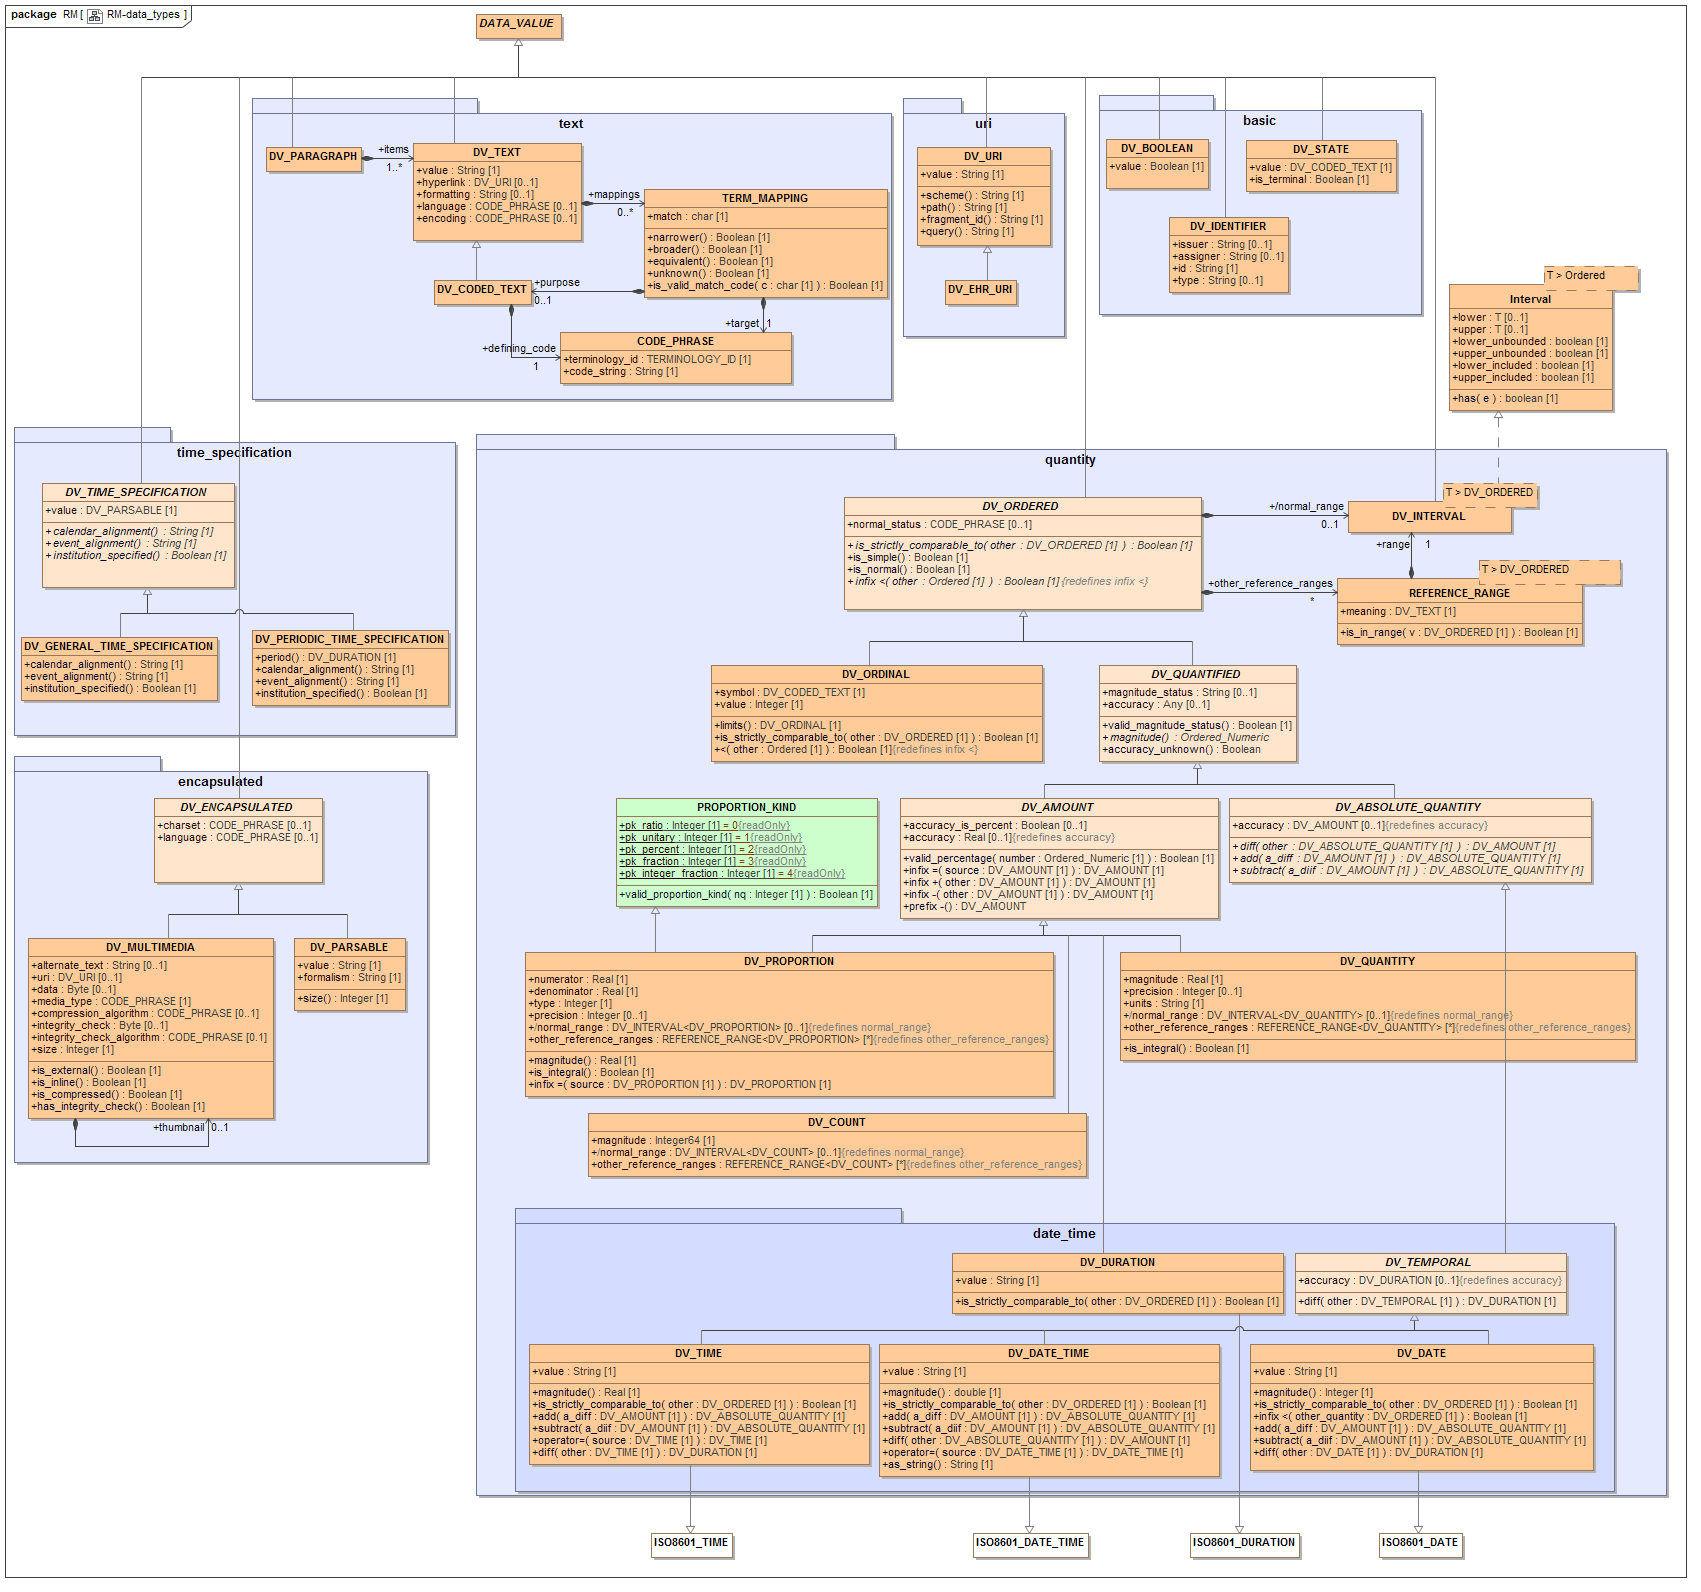 package RM [ RM-data_types ]
DATA_VALUE
text
DV_PARAGRAPH
+items
1..*
DV_TEXT
+value : String [1]
+hyperlink : DV_URI [0..1]
+formatting : String [0..1]
+language : CODE_PHRASE [0..1]
+encoding : CODE_PHRASE [0..1]
+mappings
0..*
TERM_MAPPING
+match : char [1]
+narrower() : Boolean [1]
+broader() : Boolean [1]
+equivalent() : Boolean [1]
+unknown() : Boolean [1]
+is_valid_match_code( c : char [1] ) : Boolean [1]
DV_CODED_TEXT
+purpose
0..1
+target
1
+defining_code
1
CODE_PHRASE
+terminology_id : TERMINOLOGY_ID [1]
+code_string : String [1]
uri
DV_URI
+value : String [1]
+scheme() : String [1]
+path() : String [1]
+fragment_id() : String [1]
+query() : String [1]
DV_EHR_URI
basic
DV_BOOLEAN
+value : Boolean [1]
DV_STATE
+value : DV_CODED_TEXT [1]
+is_terminal : Boolean [1]
DV_IDENTIFIER
+issuer : String [0..1]
+assigner : String [0..1]
+id : String [1]
+type : String [0..1]
T > Ordered
Interval
+lower : T [0..1]
+upper : T [0..1]
+lower_unbounded : boolean [1]
+upper_unbounded : boolean [1]
+lower_included : boolean [1]
+upper_included : boolean [1]
+has( e ) : boolean [1]
time_specification
DV_TIME_SPECIFICATION
+value : DV_PARSABLE [1]
+calendar_alignment() : String [1]
+event_alignment() : String [1]
+institution_specified() : Boolean [1]
DV_GENERAL_TIME_SPECIFICATION
+calendar_alignment() : String [1]
+event_alignment() : String [1]
+institution_specified() : Boolean [1]
DV_PERIODIC_TIME_SPECIFICATION
+period() : DV_DURATION [1]
+calendar_alignment() : String [1]
+event_alignment() : String [1]
+institution_specified() : Boolean [1]
encapsulated
DV_ENCAPSULATED
+charset : CODE_PHRASE [0..1]
+language : CODE_PHRASE [0..1]
DV_MULTIMEDIA
+alternate_text : String [0..1]
+uri : DV_URI [0..1]
+data : Byte [0..1]
+media_type : CODE_PHRASE [1]
+compression_algorithm : CODE_PHRASE [0..1]
+integrity_check : Byte [0..1]
+integrity_check_algorithm : CODE_PHRASE [0.1]
+size : Integer [1]
+is_external() : Boolean [1]
+is_inline() : Boolean [1]
+is_compressed() : Boolean [1]
+has_integrity_check() : Boolean [1]
+thumbnail
0..1
DV_PARSABLE
+value : String [1]
+formalism : String [1]
+size() : Integer [1]
quantity
DV_ORDERED
+normal_status : CODE_PHRASE [0..1]
+is_strictly_comparable_to( other : DV_ORDERED [1] ) : Boolean [1]
+is_simple() : Boolean [1]
+is_normal() : Boolean [1]
+infix <( other : Ordered [1] ) : Boolean [1]{redefines infix <}
+/normal_range
0..1
T > DV_ORDERED
DV_INTERVAL
+range
1
+other_reference_ranges
*
T > DV_ORDERED
REFERENCE_RANGE
+meaning : DV_TEXT [1]
+is_in_range( v : DV_ORDERED [1] ) : Boolean [1]
DV_ORDINAL
+symbol : DV_CODED_TEXT [1]
+value : Integer [1]
+limits() : DV_ORDINAL [1]
+is_strictly_comparable_to( other : DV_ORDERED [1] ) : Boolean [1]
+<( other : Ordered [1] ) : Boolean [1]{redefines infix <}
DV_QUANTIFIED
+magnitude_status : String [0..1]
+accuracy : Any [0..1]
+valid_magnitude_status() : Boolean [1]
+magnitude() : Ordered_Numeric
+accuracy_unknown() : Boolean
PROPORTION_KIND
+pk_ratio : Integer [1] = 0{readOnly}
+pk_unitary : Integer [1] = 1{readOnly}
+pk_percent : Integer [1] = 2{readOnly}
+pk_fraction : Integer [1] = 3{readOnly}
+pk_integer_fraction : Integer [1] = 4{readOnly}
+valid_proportion_kind( nq : Integer [1] ) : Boolean [1]
DV_AMOUNT
+accuracy_is_percent : Boolean [0..1]
+accuracy : Real [0..1]{redefines accuracy}
+valid_percentage( number : Ordered_Numeric [1] ) : Boolean [1]
+infix =( source : DV_AMOUNT [1] ) : DV_AMOUNT [1]
+infix +( other : DV_AMOUNT [1] ) : DV_AMOUNT [1]
+infix -( other : DV_AMOUNT [1] ) : DV_AMOUNT [1]
+prefix -() : DV_AMOUNT
DV_ABSOLUTE_QUANTITY
+accuracy : DV_AMOUNT [0..1]{redefines accuracy}
+diff( other : DV_ABSOLUTE_QUANTITY [1] ) : DV_AMOUNT [1]
+add( a_diff : DV_AMOUNT [1] ) : DV_ABSOLUTE_QUANTITY [1]
+subtract( a_diif : DV_AMOUNT [1] ) : DV_ABSOLUTE_QUANTITY [1]
DV_PROPORTION
+numerator : Real [1]
+denominator : Real [1]
+type : Integer [1]
+precision : Integer [0..1]
+/normal_range : DV_INTERVAL<DV_PROPORTION> [0..1]{redefines normal_range}
+other_reference_ranges : REFERENCE_RANGE<DV_PROPORTION> [*]{redefines other_reference_ranges}
+magnitude() : Real [1]
+is_integral() : Boolean [1]
+infix =( source : DV_PROPORTION [1] ) : DV_PROPORTION [1]
DV_QUANTITY
+magnitude : Real [1]
+precision : Integer [0..1]
+units : String [1]
+/normal_range : DV_INTERVAL<DV_QUANTITY> [0..1]{redefines normal_range}
+other_reference_ranges : REFERENCE_RANGE<DV_QUANTITY> [*]{redefines other_reference_ranges}
+is_integral() : Boolean [1]
DV_COUNT
+magnitude : Integer64 [1]
+/normal_range : DV_INTERVAL<DV_COUNT> [0..1]{redefines normal_range}
+other_reference_ranges : REFERENCE_RANGE<DV_COUNT> [*]{redefines other_reference_ranges}
date_time
DV_DURATION
+value : String [1]
+is_strictly_comparable_to( other : DV_ORDERED [1] ) : Boolean [1]
DV_TEMPORAL
+accuracy : DV_DURATION [0..1]{redefines accuracy}
+diff( other : DV_TEMPORAL [1] ) : DV_DURATION [1]
DV_TIME
+value : String [1]
+magnitude() : Real [1]
+is_strictly_comparable_to( other : DV_ORDERED [1] ) : Boolean [1]
+add( a_diff : DV_AMOUNT [1] ) : DV_ABSOLUTE_QUANTITY [1]
+subtract( a_diif : DV_AMOUNT [1] ) : DV_ABSOLUTE_QUANTITY [1]
+operator=( source : DV_TIME [1] ) : DV_TIME [1]
+diff( other : DV_TIME [1] ) : DV_DURATION [1]
DV_DATE_TIME
+value : String [1]
+magnitude() : double [1]
+is_strictly_comparable_to( other : DV_ORDERED [1] ) : Boolean [1]
+add( a_diff : DV_AMOUNT [1] ) : DV_ABSOLUTE_QUANTITY [1]
+subtract( a_diif : DV_AMOUNT [1] ) : DV_ABSOLUTE_QUANTITY [1]
+diff( other : DV_ABSOLUTE_QUANTITY [1] ) : DV_AMOUNT [1]
+operator=( source : DV_DATE_TIME [1] ) : DV_DATE_TIME [1]
+as_string() : String [1]
DV_DATE
+value : String [1]
+magnitude() : Integer [1]
+is_strictly_comparable_to( other : DV_ORDERED [1] ) : Boolean [1]
+infix <( other_quantity : DV_ORDERED [1] ) : Boolean [1]
+add( a_diff : DV_AMOUNT [1] ) : DV_ABSOLUTE_QUANTITY [1]
+subtract( a_diif : DV_AMOUNT [1] ) : DV_ABSOLUTE_QUANTITY [1]
+diff( other : DV_DATE [1] ) : DV_DURATION [1]
ISO8601_TIME
ISO8601_DATE_TIME
ISO8601_DURATION
ISO8601_DATE